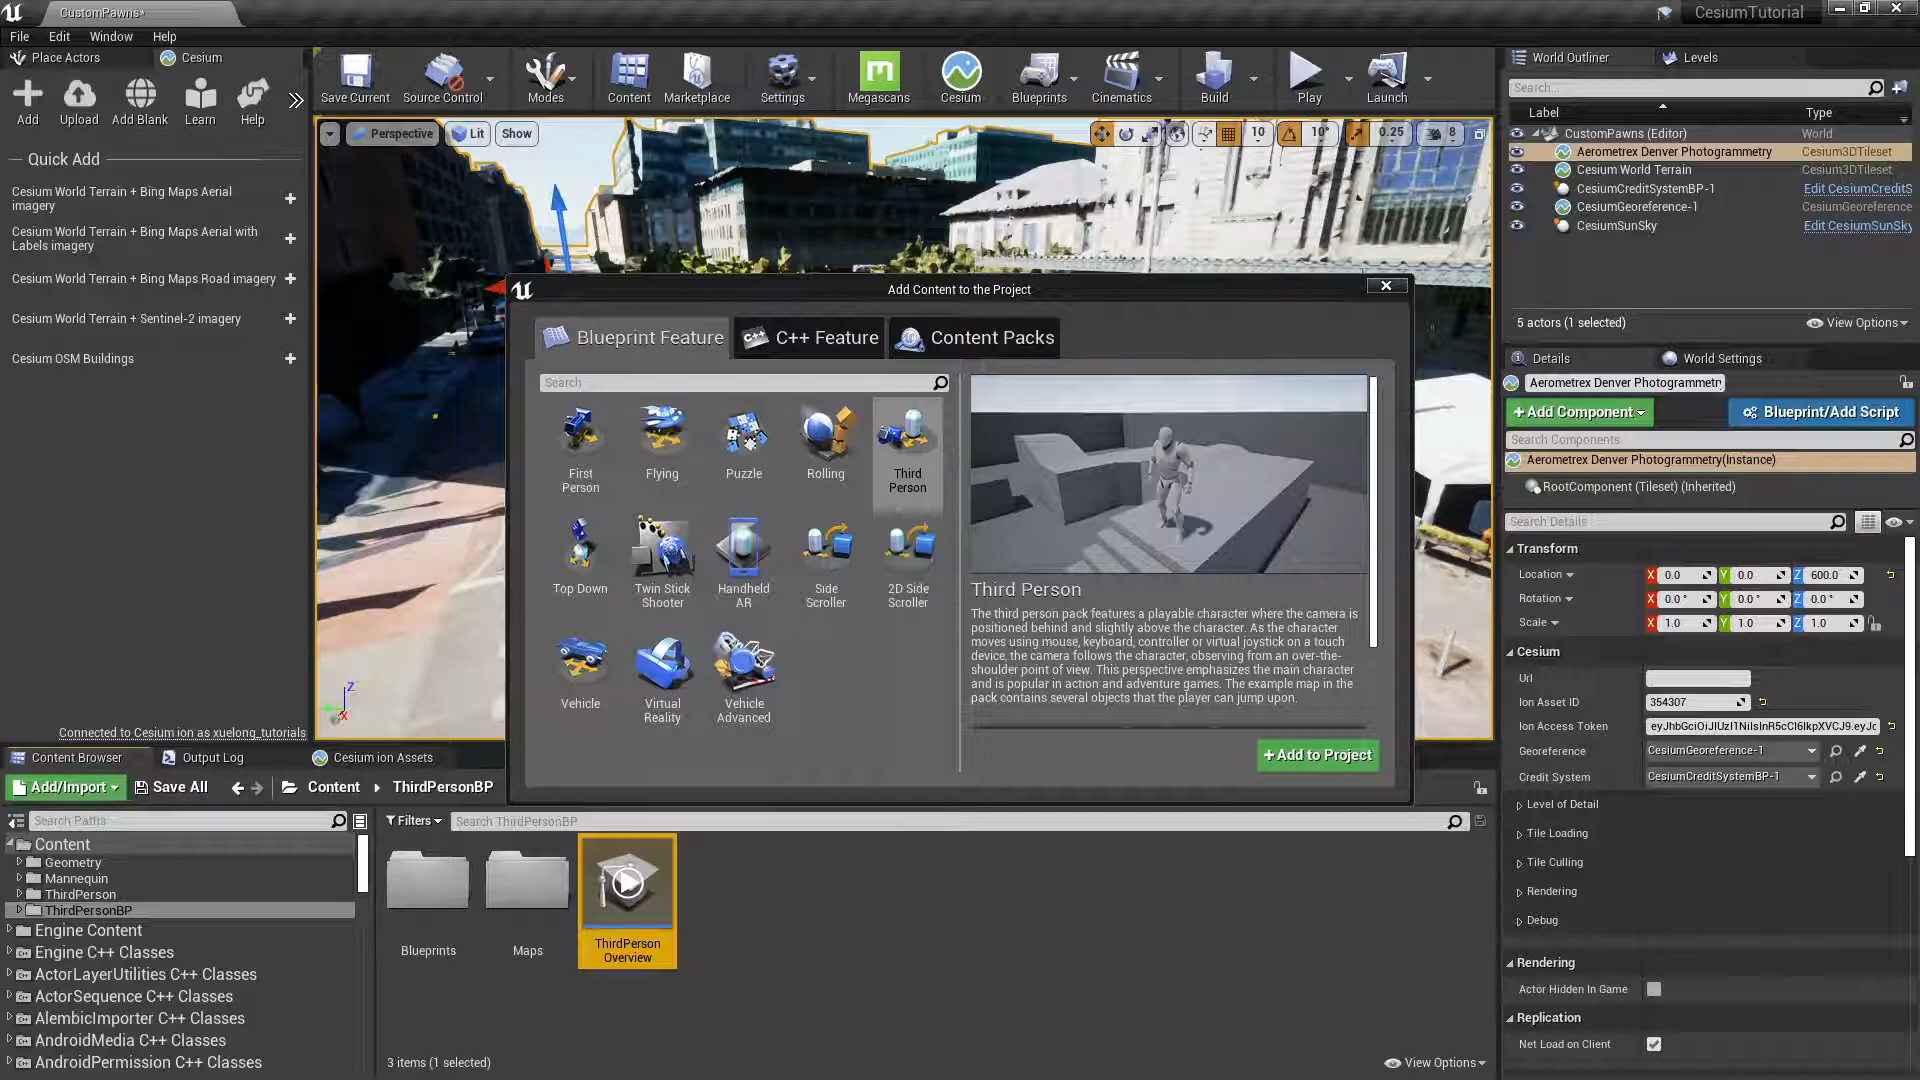 CustomPawns*
CesiumTutorial
File Edit Window Help
Place Actors
Cesium
Add Upload Add Blank Learn Help
Quick Add
Cesium World Terrain + Bing Maps Aerial
imagery
Cesium World Terrain + Bing Maps Aerial with
Labels imagery
Cesium World Terrain + Bing Maps Road imagery
Cesium World Terrain + Sentinel-2 imagery
Cesium OSM Buildings
Connected to Cesium ion as xuelong_tutorials
Save Current Source Control Modes Content Marketplace Settings Megascans Cesium Blueprints Cinematics Build Play Launch
Perspective Lit Show
10 10° 0.25 8
Z
X
Add Content to the Project
Blueprint Feature
C++ Feature
Content Packs
Search
First
Person
Flying
Puzzle
Rolling
Third
Person
Top Down
Twin Stick
Shooter
Handheld
AR
Side
Scroller
2D Side
Scroller
Vehicle
Virtual
Reality
Vehicle
Advanced
Third Person
The third person pack features a playable character where the camera is
positioned behind and slightly above the character. As the character
moves using mouse, keyboard, controller or virtual joystick on a touch
device, the camera follows the character, observing from an over-the-
shoulder point of view. This perspective emphasizes the main character
and is popular in action and adventure games. The example map in the
pack contains several objects that the player can jump upon.
+Add to Project
World Outliner
Levels
Search...
Label Type
CustomPawns (Editor) World
Aerometrex Denver Photogrammetry Cesium3DTileset
Cesium World Terrain Cesium3DTileset
CesiumCreditSystemBP-1 Edit CesiumCreditS
CesiumGeoreference-1 CesiumGeoreference
CesiumSunSky Edit CesiumSunSky
5 actors (1 selected)
View Options
Details
World Settings
Aerometrex Denver Photogrammetry
+Add Component
Blueprint/Add Script
Search Components
Aerometrex Denver Photogrammetry(Instance)
RootComponent (Tileset) (Inherited)
Search Details
Transform
Location X 0.0 Y 0.0 Z 600.0
Rotation X 0.0 ° Y 0.0 ° Z 0.0 °
Scale X 1.0 Y 1.0 Z 1.0
Cesium
Url
Ion Asset ID 354307
Ion Access Token
Georeference CesiumGeoreference-1
Credit System CesiumCreditSystemBP-1
Level of Detail
Tile Loading
Tile Culling
Rendering
Debug
Rendering
Actor Hidden In Game
Replication
Net Load on Client
Content Browser
Output Log
Cesium ion Assets
Add/Import Save All Content ThirdPersonBP
Search Paths
Filters
Search ThirdPersonBP
Content
Geometry
Mannequin
ThirdPerson
ThirdPersonBP
Engine Content
Engine C++ Classes
ActorLayerUtilities C++ Classes
ActorSequence C++ Classes
AlembicImporter C++ Classes
AndroidMedia C++ Classes
AndroidPermission C++ Classes
Blueprints
Maps
ThirdPerson
Overview
3 items (1 selected)
View Options